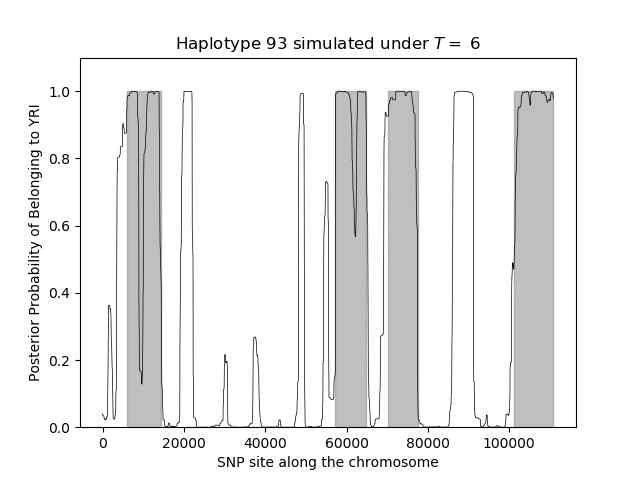 Haplotype 93 simulated under T = 6
Posterior Probability of Belonging to YRI
1.0
0.8
0.6
0.4
0.2
0.0
0 20000 40000 60000 80000 100000
SNP site along the chromosome